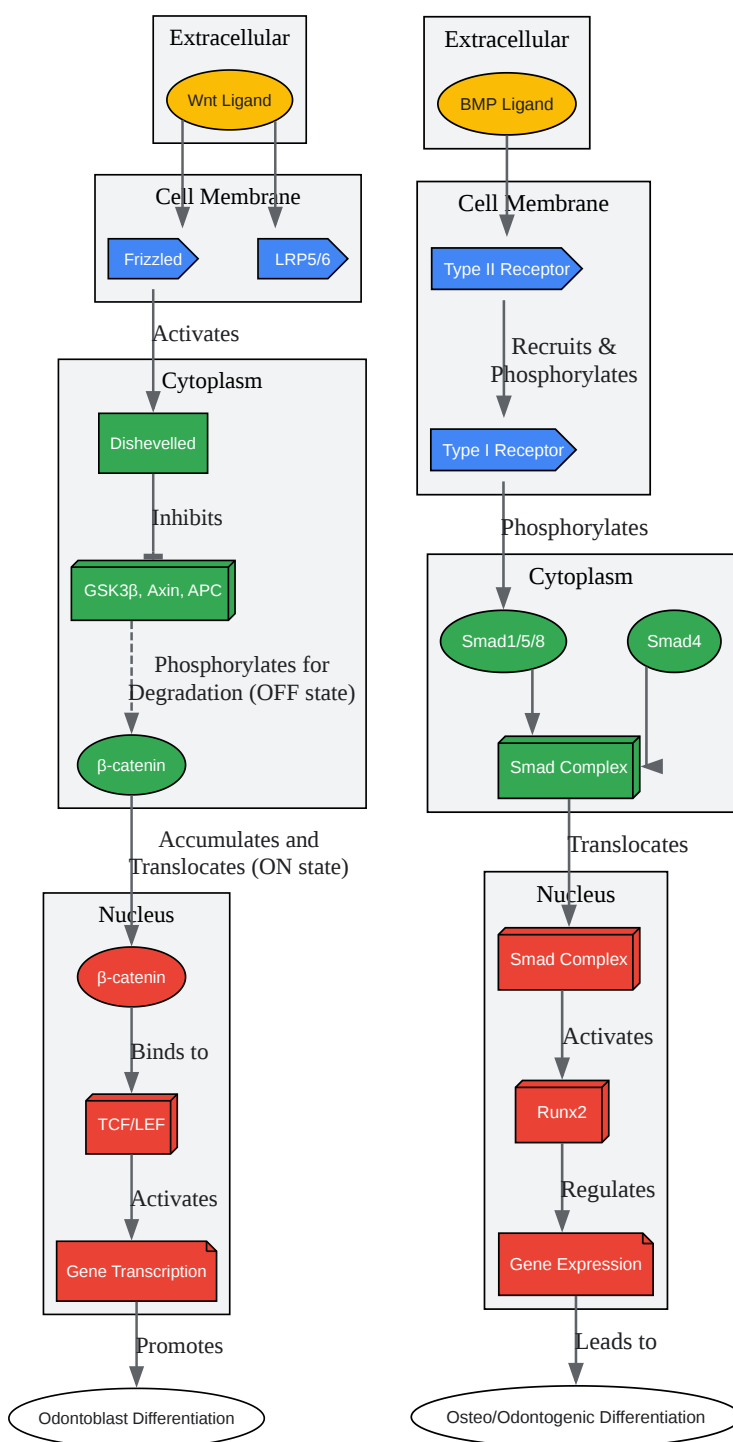 Extracellular
Wnt Ligand
Cell Membrane
Frizzled
LRP5/6
Activates
Cytoplasm
Dishevelled
Inhibits
GSK3β, Axin, APC
Phosphorylates for
Degradation (OFF state)
β-catenin
Accumulates and
Translocates (ON state)
Nucleus
β-catenin
Binds to
TCF/LEF
Activates
Gene Transcription
Promotes
Odontoblast Differentiation
Extracellular
BMP Ligand
Cell Membrane
Type II Receptor
Recruits &
Phosphorylates
Type I Receptor
Phosphorylates
Cytoplasm
Smad1/5/8
Smad4
Smad Complex
Translocates
Nucleus
Smad Complex
Activates
Runx2
Regulates
Gene Expression
Leads to
Osteo/Odontogenic Differentiation